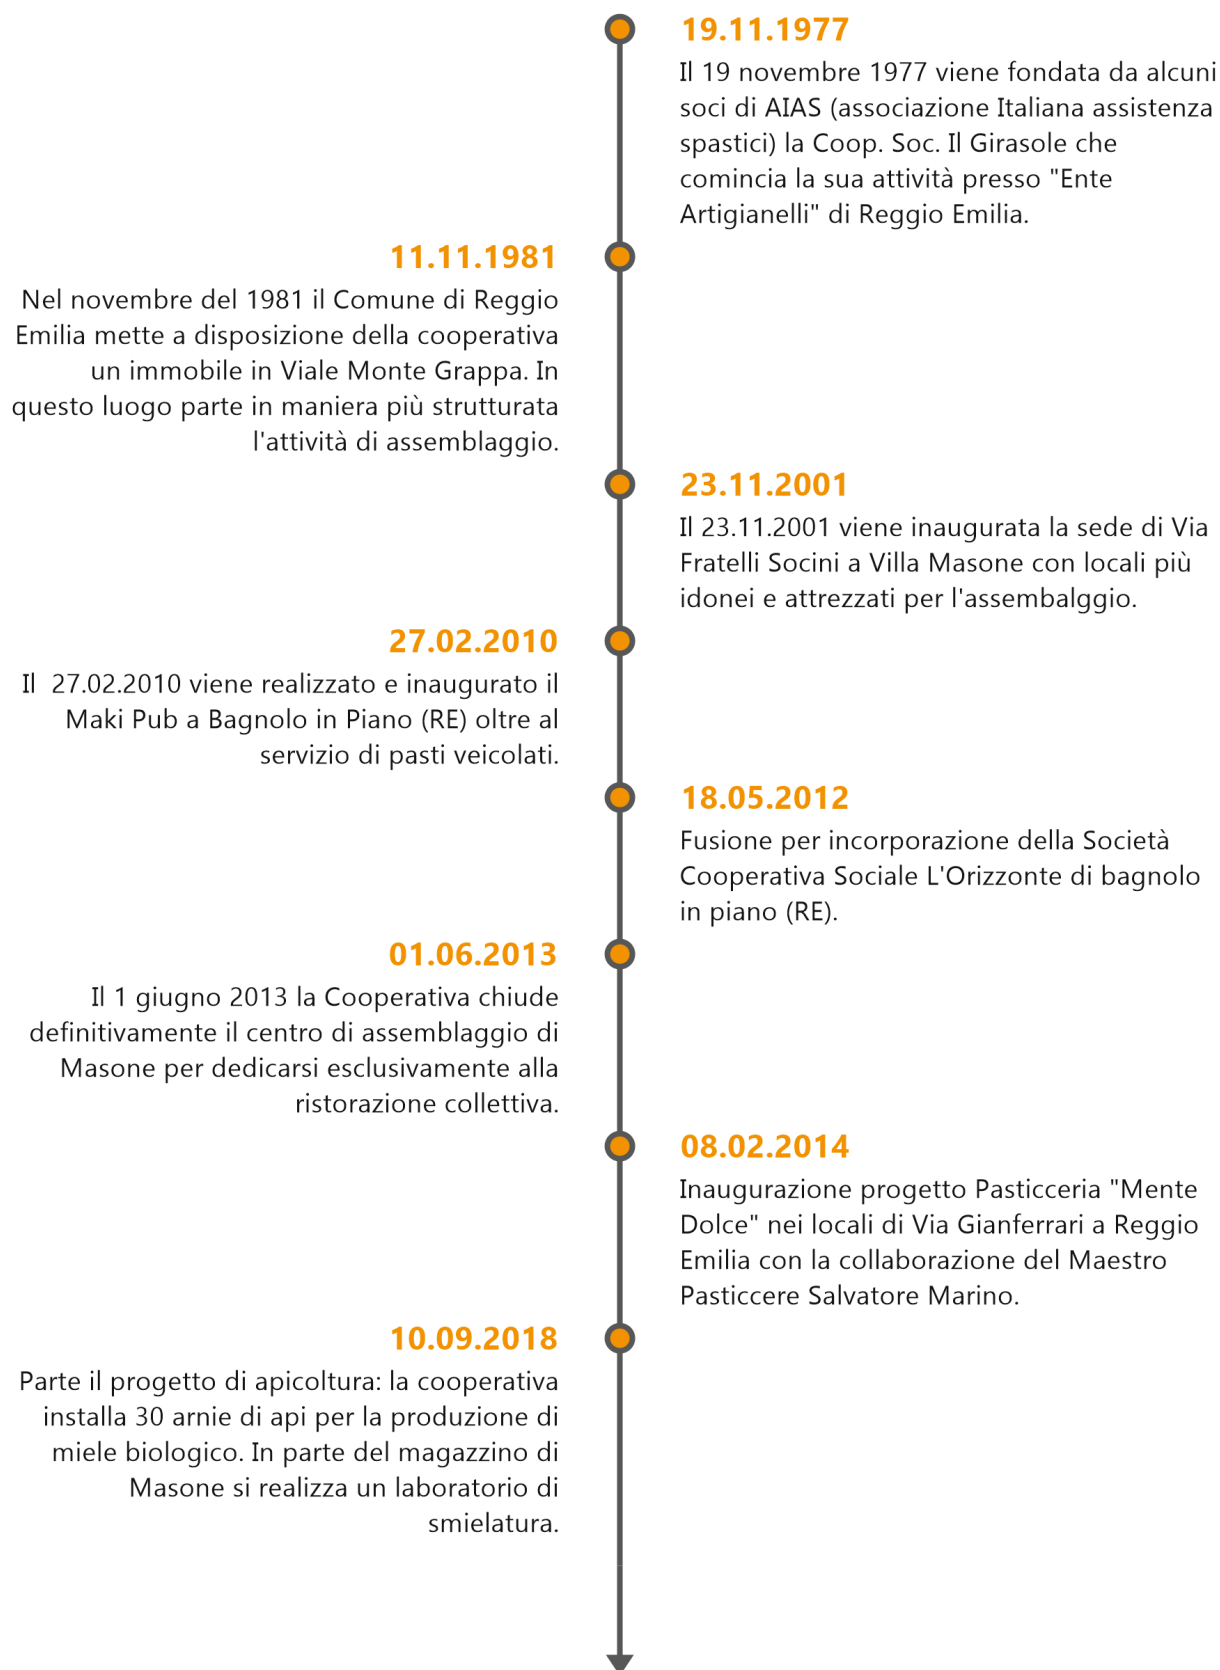 19.11.1977
Il 19 novembre 1977 viene fondata da alcuni
soci di AIAS (associazione Italiana assistenza
spastici) la Coop. Soc. Il Girasole che
comincia la sua attività presso "Ente
Artigianelli" di Reggio Emilia.
11.11.1981
Nel novembre del 1981 il Comune di Reggio
Emilia mette a disposizione della cooperativa
un immobile in Viale Monte Grappa. In
questo luogo parte in maniera più strutturata
l'attività di assemblaggio.
23.11.2001
Il 23.11.2001 viene inaugurata la sede di Via
Fratelli Socini a Villa Masone con locali più
idonei e attrezzati per l'assembalggio.
27.02.2010
Il  27.02.2010 viene realizzato e inaugurato il
Maki Pub a Bagnolo in Piano (RE) oltre al
servizio di pasti veicolati.
18.05.2012
Fusione per incorporazione della Società
Cooperativa Sociale L'Orizzonte di bagnolo
in piano (RE).
01.06.2013
Il 1 giugno 2013 la Cooperativa chiude
definitivamente il centro di assemblaggio di
Masone per dedicarsi esclusivamente alla
ristorazione collettiva.
08.02.2014
Inaugurazione progetto Pasticceria "Mente
Dolce" nei locali di Via Gianferrari a Reggio
Emilia con la collaborazione del Maestro
Pasticcere Salvatore Marino.
10.09.2018
Parte il progetto di apicoltura: la cooperativa
installa 30 arnie di api per la produzione di
miele biologico. In parte del magazzino di
Masone si realizza un laboratorio di
smielatura.